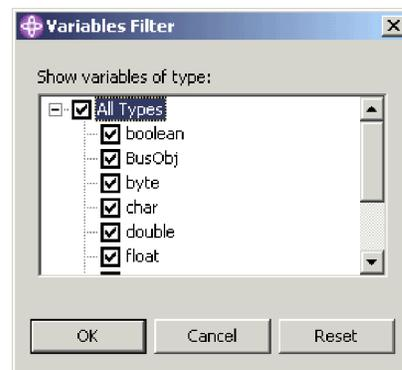 Variables Filter
Show variables of type:
All Types
boolean
BusObj
byte
char
double
float
OK Cancel Reset